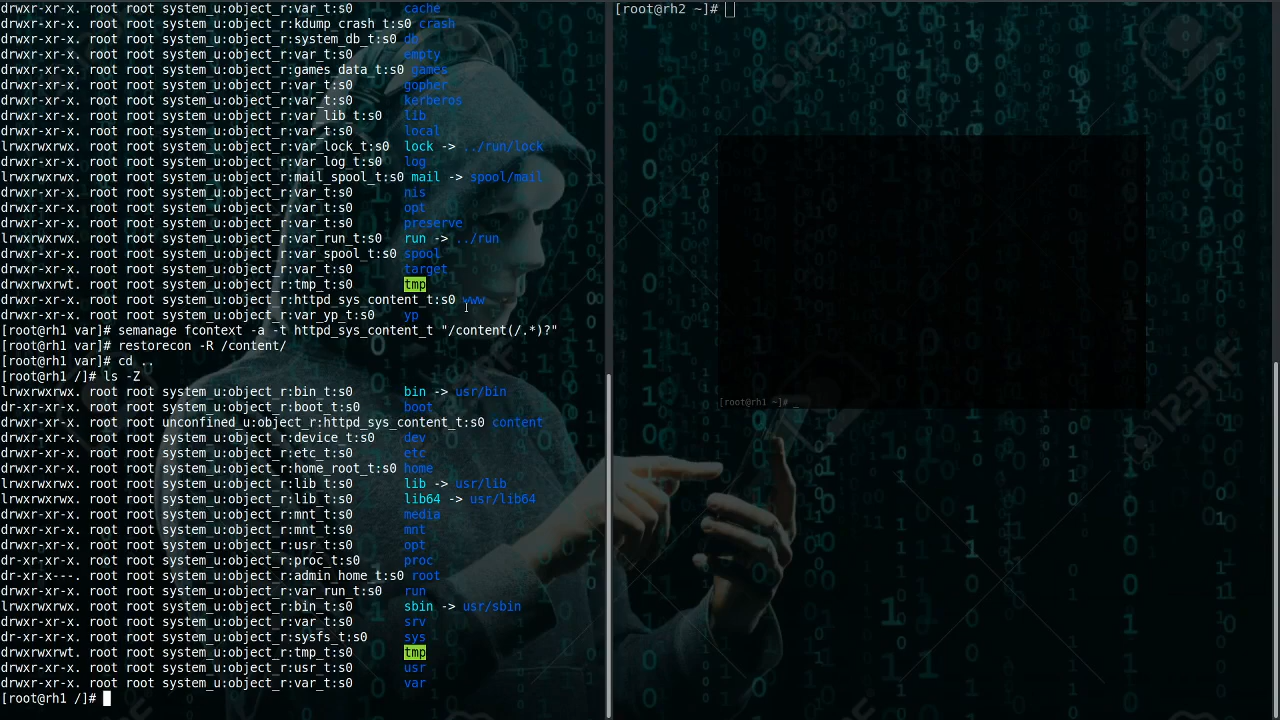 drwxr-xr-x. root root system_u:object_r:var_t:s0       cache
drwxr-xr-x. root root system_u:object_r:kdump_crash_t:s0 crash
drwxr-xr-x. root root system_u:object_r:system_db_t:s0 db
drwxr-xr-x. root root system_u:object_r:var_t:s0       empty
drwxr-xr-x. root root system_u:object_r:games_data_t:s0 games
drwxr-xr-x. root root system_u:object_r:var_t:s0       gopher
drwxr-xr-x. root root system_u:object_r:var_t:s0       kerberos
drwxr-xr-x. root root system_u:object_r:var_lib_t:s0   lib
drwxr-xr-x. root root system_u:object_r:var_t:s0       local
lrwxrwxrwx. root root system_u:object_r:var_lock_t:s0  lock -> ../run/lock
drwxr-xr-x. root root system_u:object_r:var_log_t:s0   log
lrwxrwxrwx. root root system_u:object_r:mail_spool_t:s0 mail -> spool/mail
drwxr-xr-x. root root system_u:object_r:var_t:s0       nis
drwxr-xr-x. root root system_u:object_r:var_t:s0       opt
drwxr-xr-x. root root system_u:object_r:var_t:s0       preserve
lrwxrwxrwx. root root system_u:object_r:var_run_t:s0   run -> ../run
drwxr-xr-x. root root system_u:object_r:var_spool_t:s0 spool
drwxr-xr-x. root root system_u:object_r:var_t:s0       target
drwxrwxrwt. root root system_u:object_r:tmp_t:s0       tmp
drwxr-xr-x. root root system_u:object_r:httpd_sys_content_t:s0 www
drwxr-xr-x. root root system_u:object_r:var_yp_t:s0    yp
[root@rh1 var]# semanage fcontext -a -t httpd_sys_content_t "/content(/.*)?"
[root@rh1 var]# restorecon -R /content/
[root@rh1 var]# cd ..
[root@rh1 /]# ls -Z
lrwxrwxrwx. root root system_u:object_r:bin_t:s0       bin -> usr/bin
dr-xr-xr-x. root root system_u:object_r:boot_t:s0      boot
drwxr-xr-x. root root unconfined_u:object_r:httpd_sys_content_t:s0 content
drwxr-xr-x. root root system_u:object_r:device_t:s0    dev
drwxr-xr-x. root root system_u:object_r:etc_t:s0       etc
drwxr-xr-x. root root system_u:object_r:home_root_t:s0 home
lrwxrwxrwx. root root system_u:object_r:lib_t:s0       lib -> usr/lib
lrwxrwxrwx. root root system_u:object_r:lib_t:s0       lib64 -> usr/lib64
drwxr-xr-x. root root system_u:object_r:mnt_t:s0       media
drwxr-xr-x. root root system_u:object_r:mnt_t:s0       mnt
drwxr-xr-x. root root system_u:object_r:usr_t:s0       opt
dr-xr-xr-x. root root system_u:object_r:proc_t:s0      proc
dr-xr-x---. root root system_u:object_r:admin_home_t:s0 root
drwxr-xr-x. root root system_u:object_r:var_run_t:s0   run
lrwxrwxrwx. root root system_u:object_r:bin_t:s0       sbin -> usr/sbin
drwxr-xr-x. root root system_u:object_r:var_t:s0       srv
dr-xr-xr-x. root root system_u:object_r:sysfs_t:s0     sys
drwxrwxrwt. root root system_u:object_r:tmp_t:s0       tmp
drwxr-xr-x. root root system_u:object_r:usr_t:s0       usr
drwxr-xr-x. root root system_u:object_r:var_t:s0       var
[root@rh1 /]#
[root@rh2 ~]#
[root@rh1 ~]# _
123RF